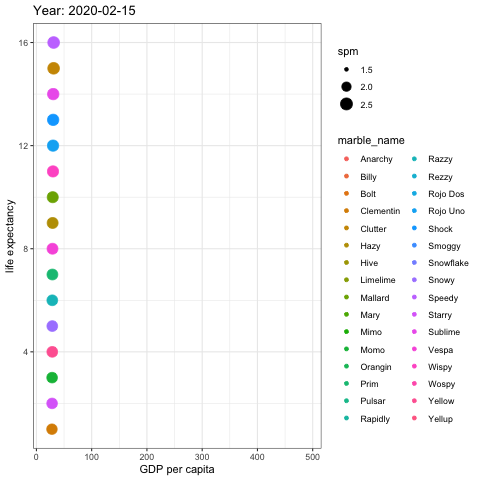 Year: 2020-02-15
life expectancy
16
12
8
4
0
100
200
300
400
500
GDP per capita
spm
1.5
2.0
2.5
marble_name
Anarchy
Billy
Bolt
Clementin
Clutter
Hazy
Hive
Limelime
Mallard
Mary
Mimo
Momo
Orangin
Prim
Pulsar
Rapidly
Razzy
Rezzy
Rojo Dos
Rojo Uno
Shock
Smoggy
Snowflake
Snowy
Speedy
Starry
Sublime
Vespa
Wispy
Wospy
Yellow
Yellup